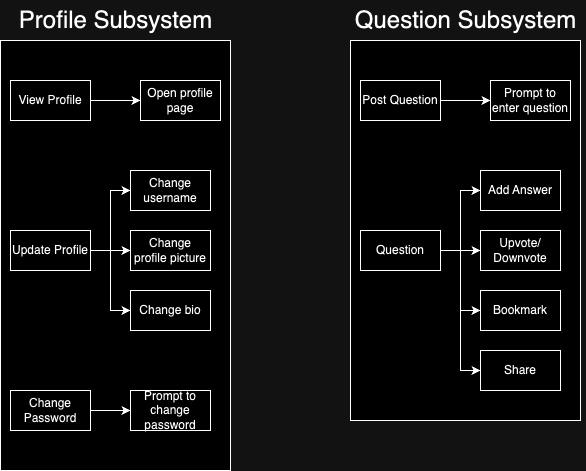 Profile Subsystem
View Profile
Open profile
page
Update Profile
Change
username
Change
profile picture
Change bio
Change
Password
Prompt to
change
password
Question Subsystem
Post Question
Prompt to
enter question
Question
Add Answer
Upvote/
Downvote
Bookmark
Share